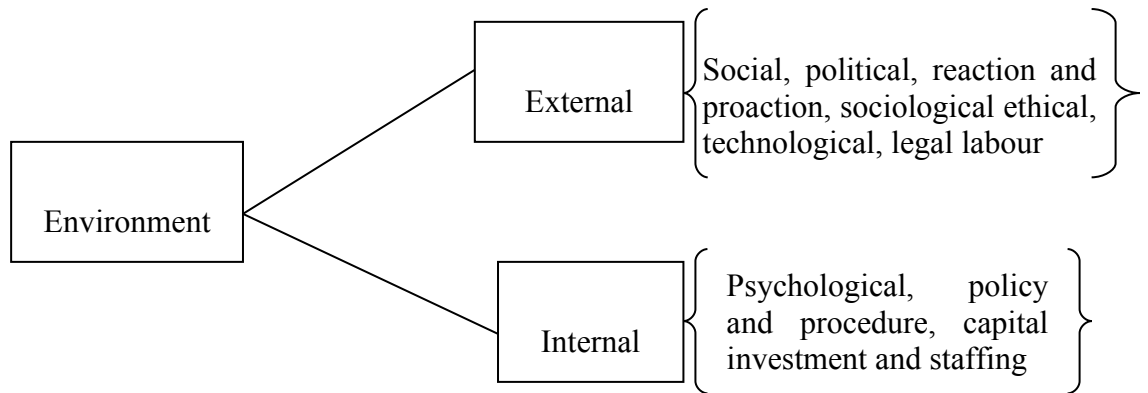 External
Social, political, reaction and
proaction, sociological ethical,
technological, legal labour
Environment
Internal
Psychological, policy
and procedure, capital
investment and staffing